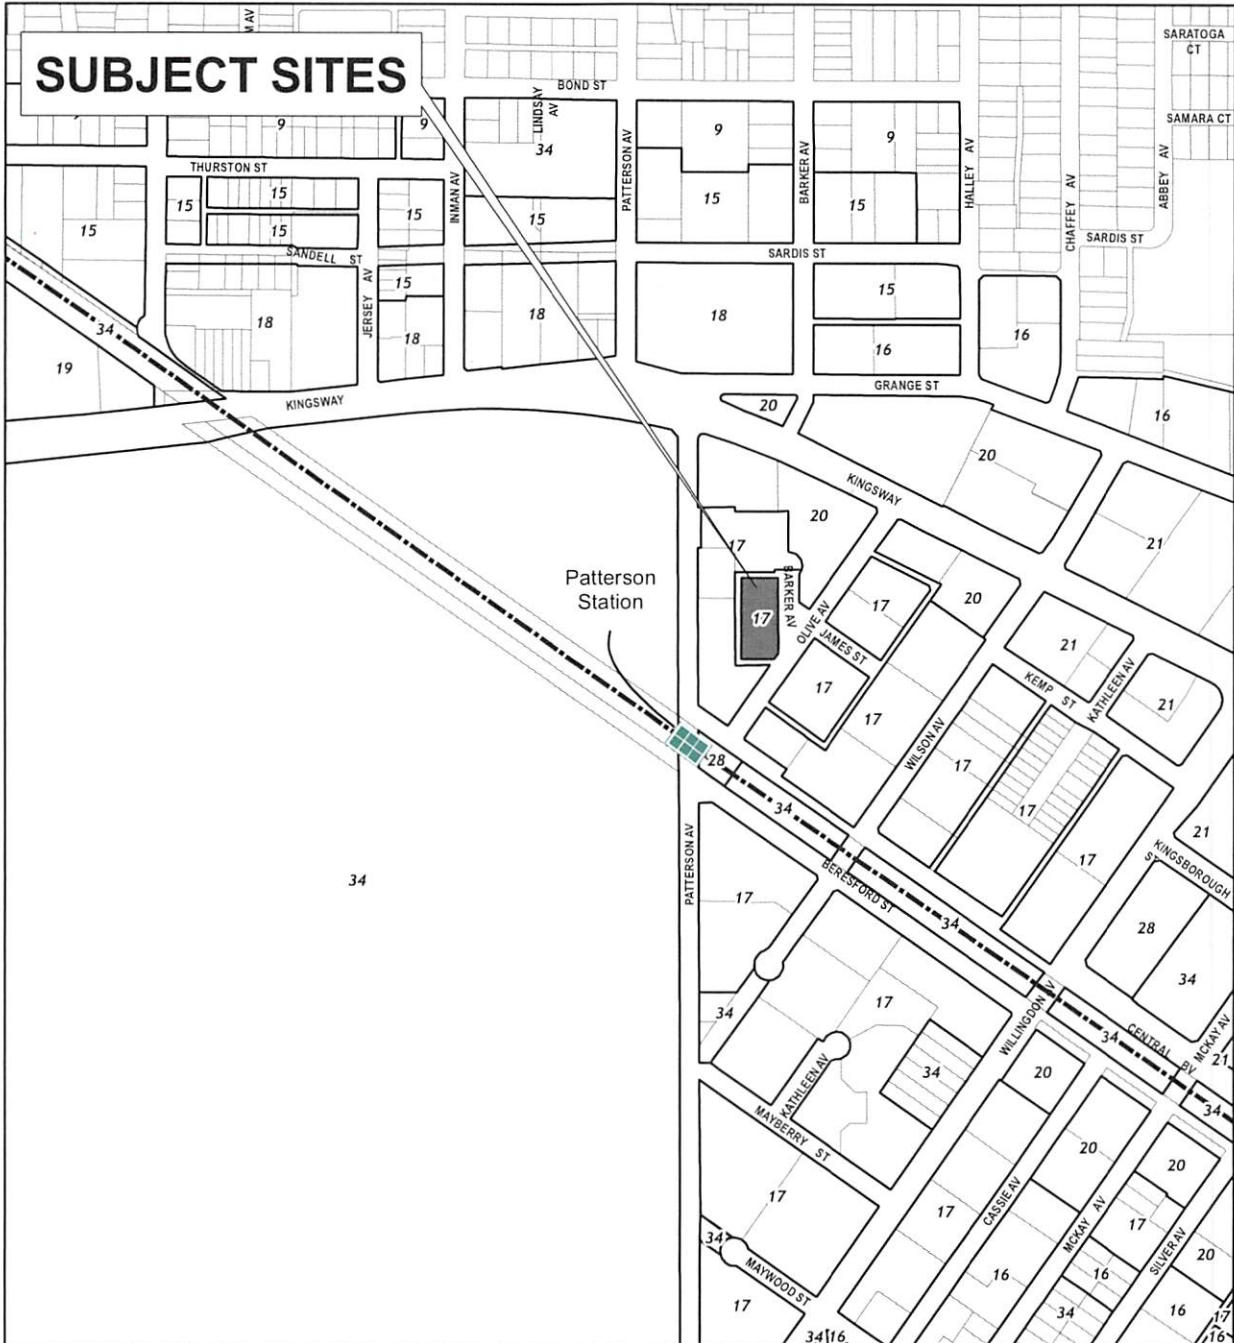 M AV
SARATOGA
CT
SUBJECT SITES
BOND ST
LINDSAY
AV
SAMARA CT
9
9
34
9
9
PATTERSON AV
BARKER AV
HALLEY AV
CHAFFEY AV
ABBEY AV
THURSTON ST
INMAN AV
15
15
15
15
15
15
15
15
SANDELL ST
SARDIS ST
SARDIS ST
JERSEY AV
15
15
34
18
18
18
18
16
16
19
GRANGE ST
KINGSWAY
20
16
20
KINGSWAY
20
17
21
Patterson
Station
BARKER AV
17
OLIVE AV
17
20
JAMES ST
21
KEMP ST
KATHLEEN AV
17
17
21
WILSON AV
28
17
17
34
17
21
KINGSBOROUGH
ST
PATTERSON AV
BERESFORD ST
34
17
34
28
34
17
WILLINGDON AV
34
CENTRAL BV
MCKAY AV
21
34
KATHLEEN AV
34
20
34
MAYBERRY ST
20
20
17
CASSIE AV
17
MCKAY AV
17
SILVER AV
34
MAYWOOD ST
16
16
20
17
34
16
17
34
16
16